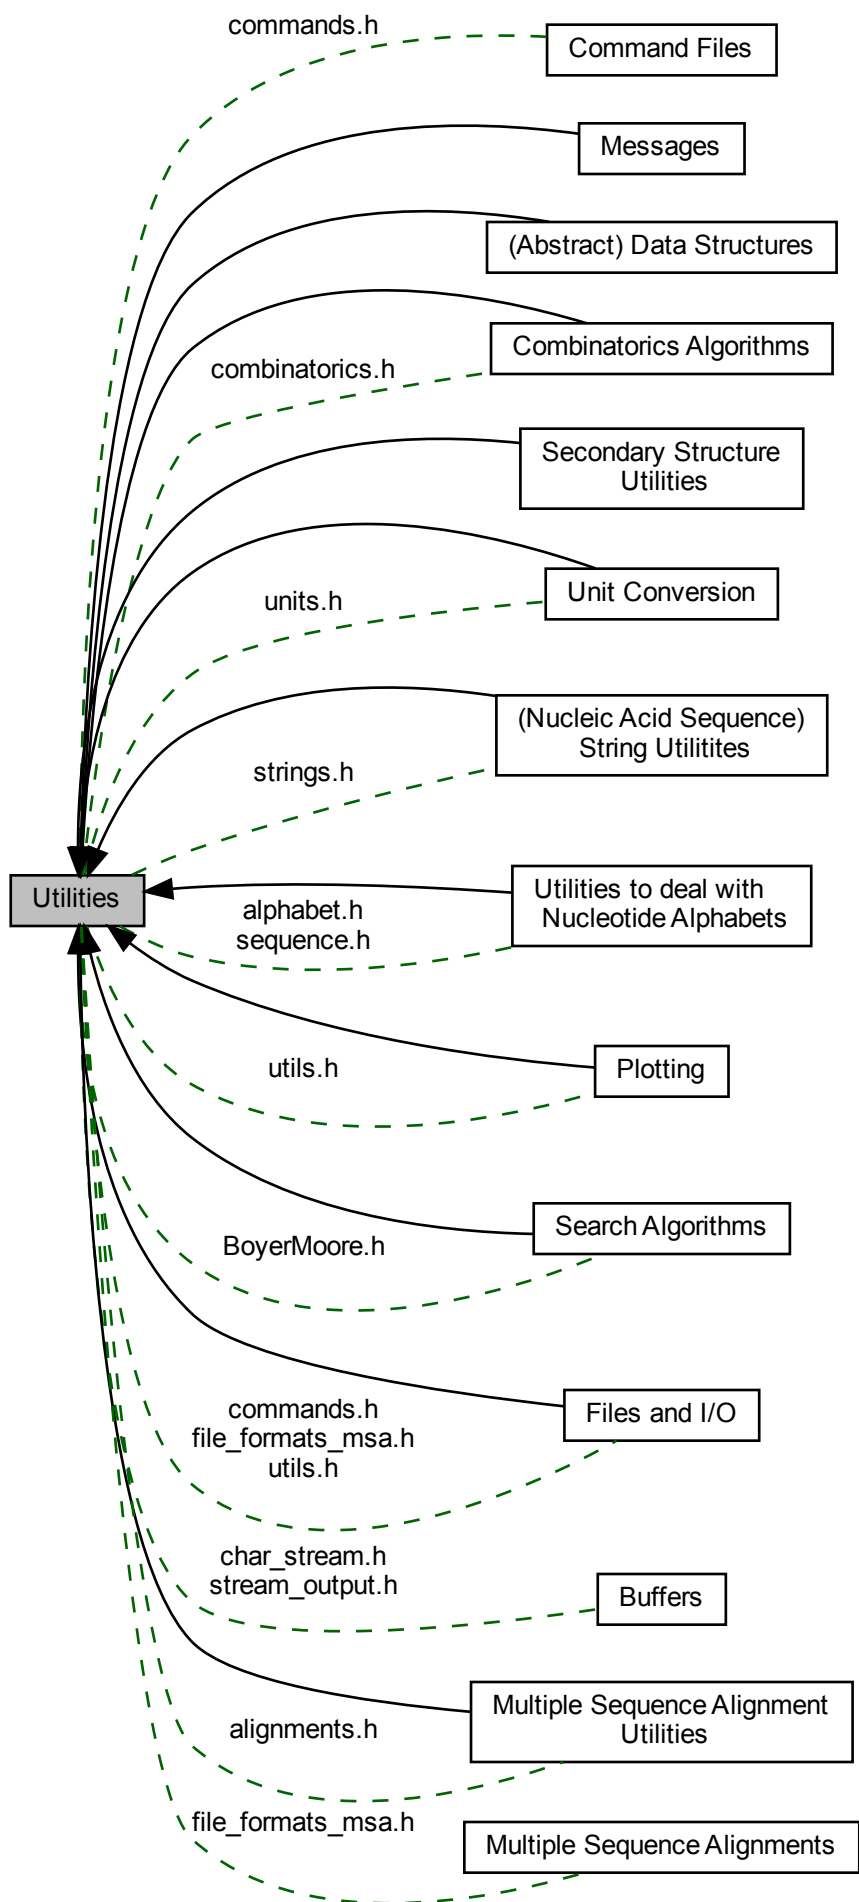 commands.h
Command Files
Messages
(Abstract) Data Structures
Combinatorics Algorithms
combinatorics.h
Secondary Structure
Utilities
Unit Conversion
units.h
(Nucleic Acid Sequence)
String Utilitites
strings.h
Utilities
Utilities to deal with
Nucleotide Alphabets
alphabet.h
sequence.h
utils.h
Plotting
Search Algorithms
BoyerMoore.h
Files and I/O
commands.h
file_formats_msa.h
utils.h
char_stream.h
stream_output.h
Buffers
Multiple Sequence Alignment
Utilities
alignments.h
file_formats_msa.h
Multiple Sequence Alignments